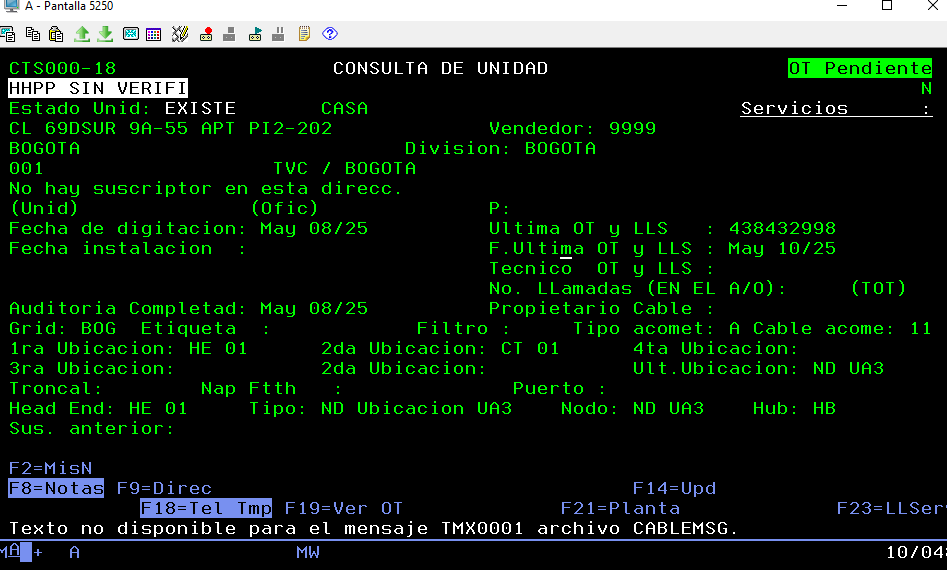 A - Pantalla 5250
CTS000-18 CONSULTA DE UNIDAD OT Pendiente
HHPP SIN VERIFI N
Estado Unid: EXISTE CASA Servicios :
CL 69DSUR 9A-55 APT PI2-202 Vendedor: 9999
BOGOTA Division: BOGOTA
001 TVC / BOGOTA
No hay suscriptor en esta direcc.
(Unid) (Ofic) P:
Fecha de digitacion: May 08/25 Ultima OT y LLS : 438432998
Fecha instalacion : F.Ultima OT y LLS : May 10/25
Tecnico OT y LLS :
No. LLamadas (EN EL A/O): (TOT)
Auditoria Completad: May 08/25 Propietario Cable :
Grid: BOG Etiqueta : Filtro : Tipo acomet: A Cable acome: 11
1ra Ubicacion: HE 01 2da Ubicacion: CT 01 4ta Ubicacion:
3ra Ubicacion: 2da Ubicacion: Ult.Ubicacion: ND UA3
Troncal: Nap Ftth : Puerto :
Head End: HE 01 Tipo: ND Ubicacion UA3 Nodo: ND UA3 Hub: HB
Sus. anterior:
F2=MisN
F8=Notas F9=Direc F14=Upd
F18=Tel Tmp F19=Ver OT F21=Planta F23=LLSer
Texto no disponible para el mensaje TMX0001 archivo CABLEMSG.
MA + A MW 10/04